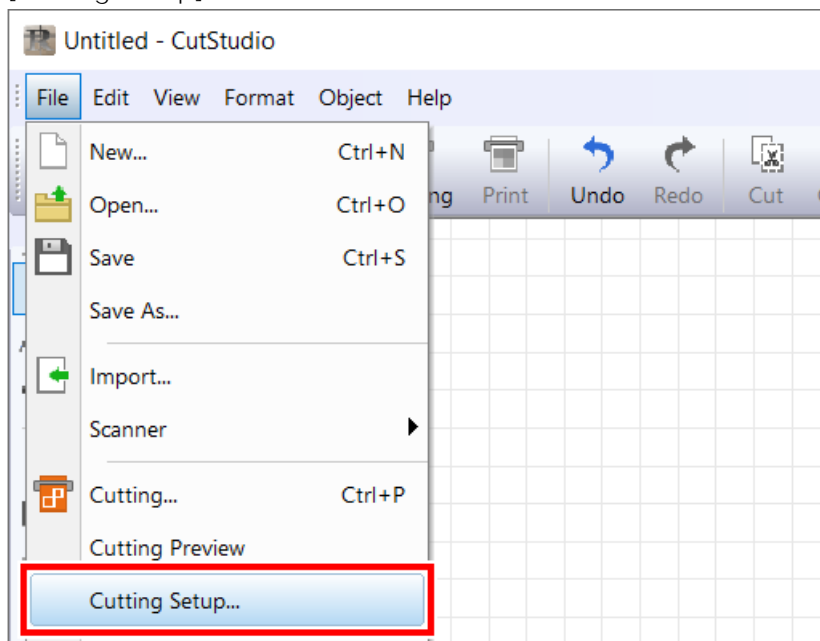 Untitled - CutStudio
File Edit View Format Object Help
New... Ctrl+N
Print Undo Redo Cut
Open... Ctrl+O
Save Ctrl+S
Save As...
Import...
Scanner
Cutting... Ctrl+P
Cutting Preview
Cutting Setup...